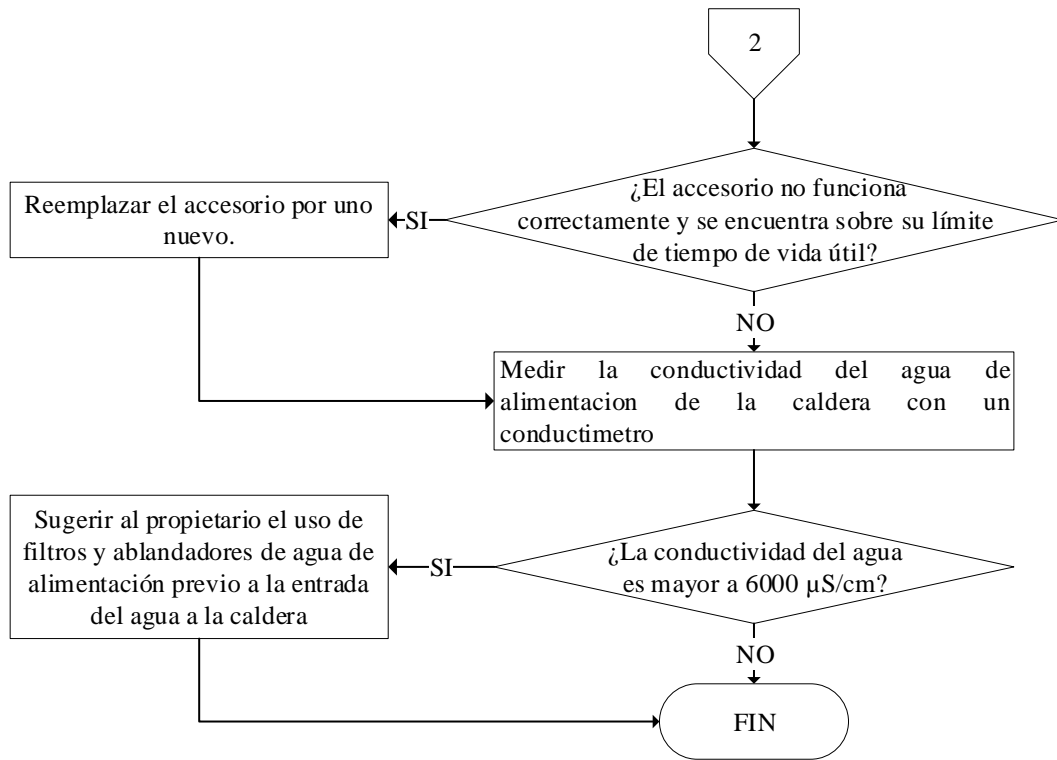 2
¿El accesorio no funciona
correctamente y se encuentra sobre su límite
de tiempo de vida útil?
SI
Reemplazar el accesorio por uno
nuevo.
NO
Medir la conductividad del agua de
alimentacion de la caldera con un
conductimetro
¿La conductividad del agua
es mayor a 6000 µS/cm?
SI
Sugerir al propietario el uso de
filtros y ablandadores de agua de
alimentación previo a la entrada
del agua a la caldera
NO
FIN